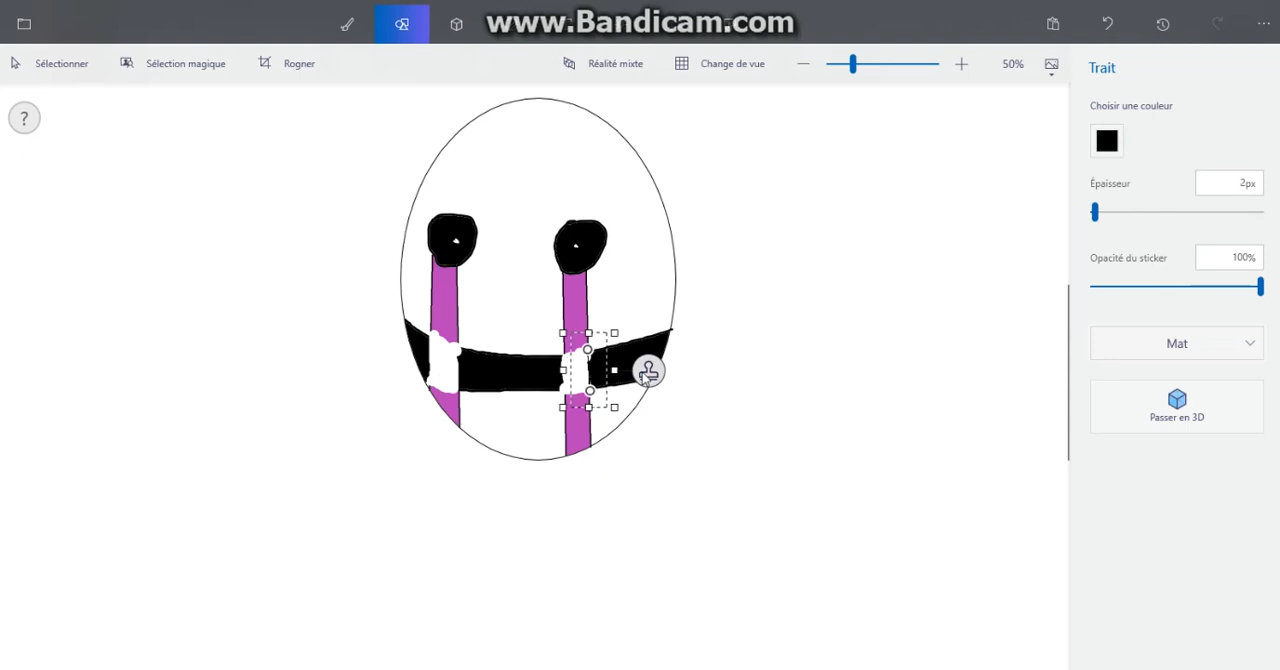 www.Bandicam.com
Sélectionner Sélection magique Rogner Réalité mixte Change de vue 50%
Trait
Choisir une couleur
Épaisseur 2px
Opacité du sticker 100%
Mat
Passer en 3D
?